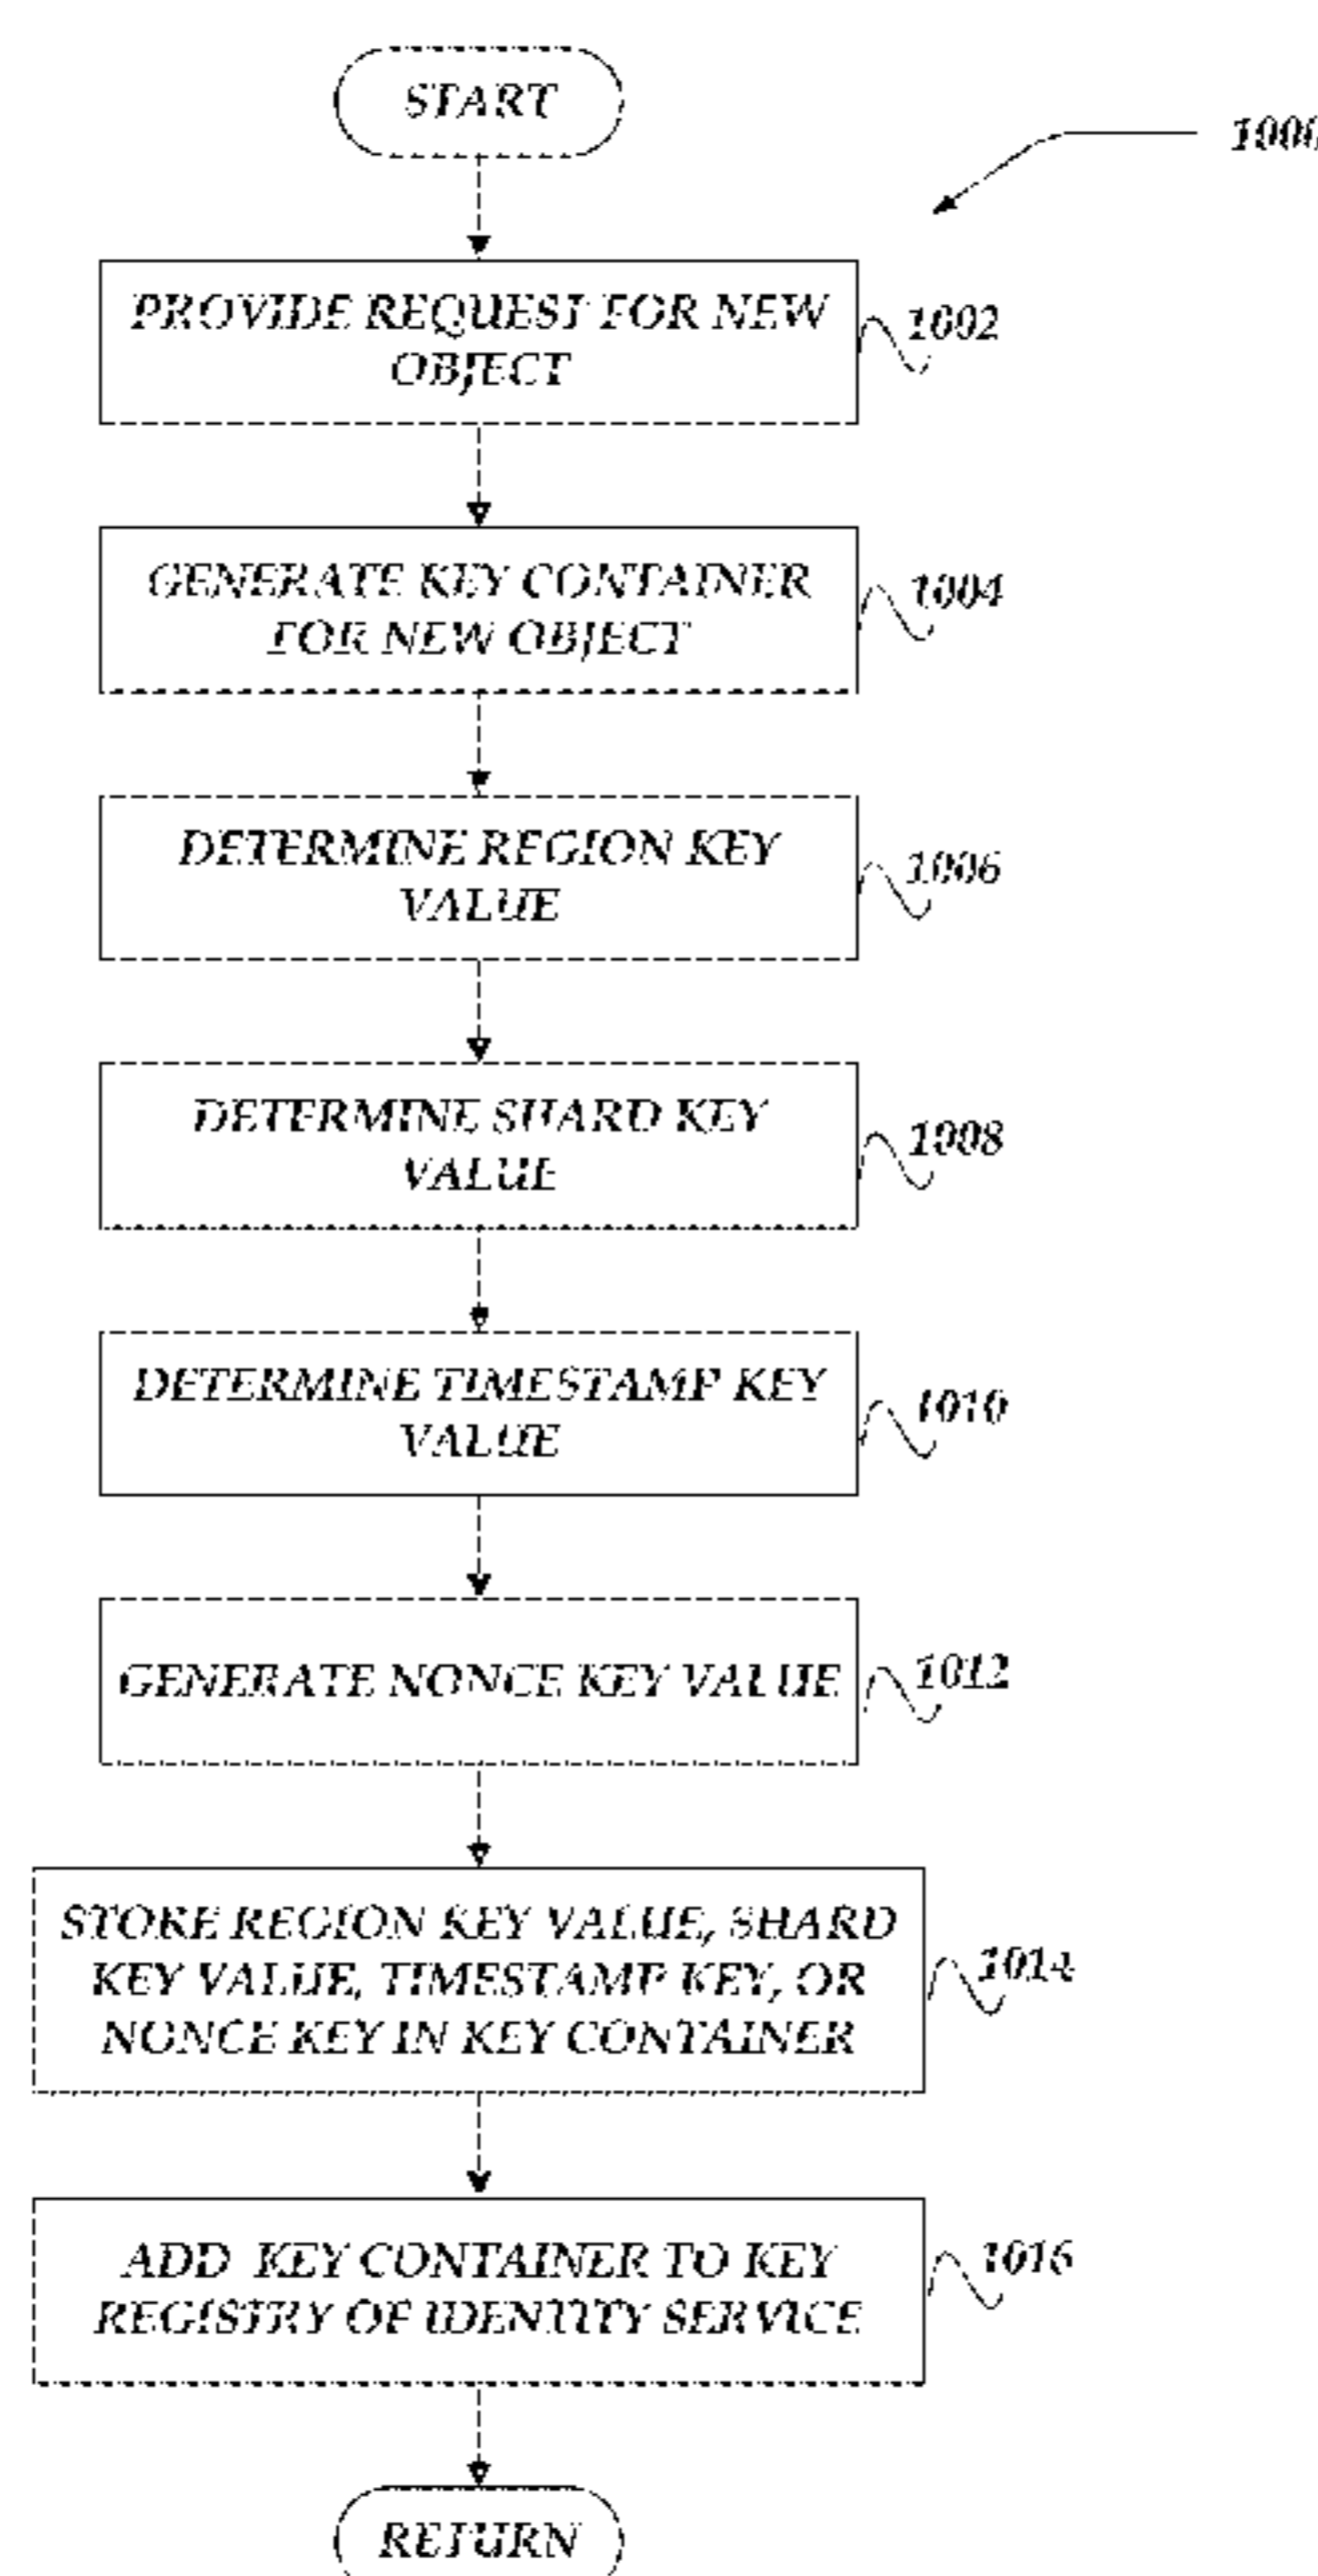 START
1000
PROVIDE REQUEST FOR NEW
OBJECT
1002
GENERATE KEY CONTAINER
FOR NEW OBJECT
1004
DETERMINE REGION KEY
VALUE
1006
DETERMINE SHARD KEY
VALUE
1008
DETERMINE TIMESTAMP KEY
VALUE
1010
GENERATE NONCE KEY VALUE
1012
STORE REGION KEY VALUE, SHARD
KEY VALUE, TIMESTAMP KEY, OR
NONCE KEY IN KEY CONTAINER
1014
ADD KEY CONTAINER TO KEY
REGISTRY OF IDENTITY SERVICE
1016
RETURN